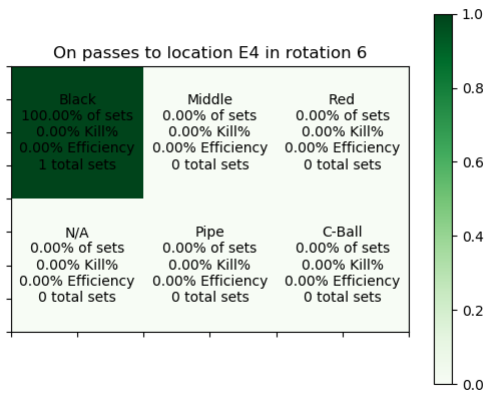 On passes to location E4 in rotation 6
Black
100.00% of sets
0.00% Kill%
0.00% Efficiency
1 total sets
Middle
0.00% of sets
0.00% Kill%
0.00% Efficiency
0 total sets
Red
0.00% of sets
0.00% Kill%
0.00% Efficiency
0 total sets
N/A
0.00% of sets
0.00% Kill%
0.00% Efficiency
0 total sets
Pipe
0.00% of sets
0.00% Kill%
0.00% Efficiency
0 total sets
C-Ball
0.00% of sets
0.00% Kill%
0.00% Efficiency
0 total sets
1.0
0.8
0.6
0.4
0.2
0.0